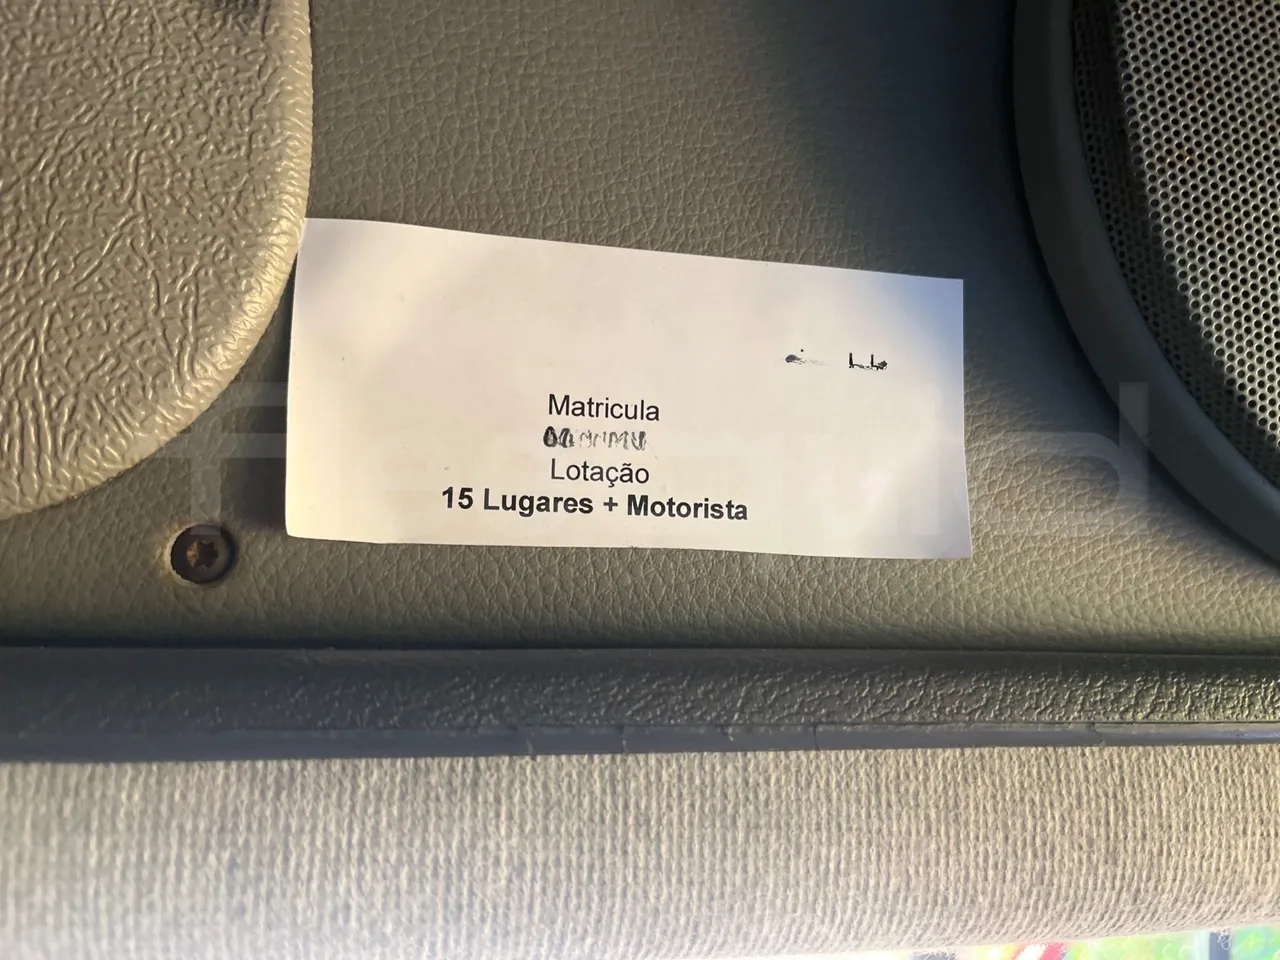 Matricula
Lotação
15 Lugares + Motorista